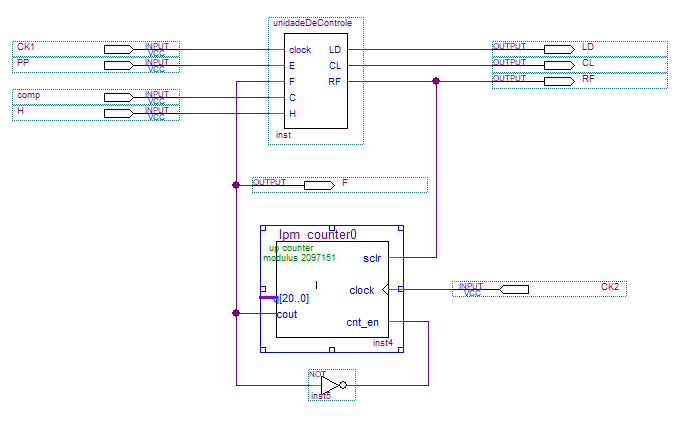 unidadeDeControle
CK1 INPUT VCC clock LD OUTPUT LD
PP INPUT VCC E CL OUTPUT CL
F RF OUTPUT RF
comp INPUT VCC C
H INPUT VCC H
inst
OUTPUT F
lpm_counter0
up counter
modulus 2097151
sclr
clock INPUT VCC CK2
q[20..0]
cout
cnt_en
inst4
NOT
inst5